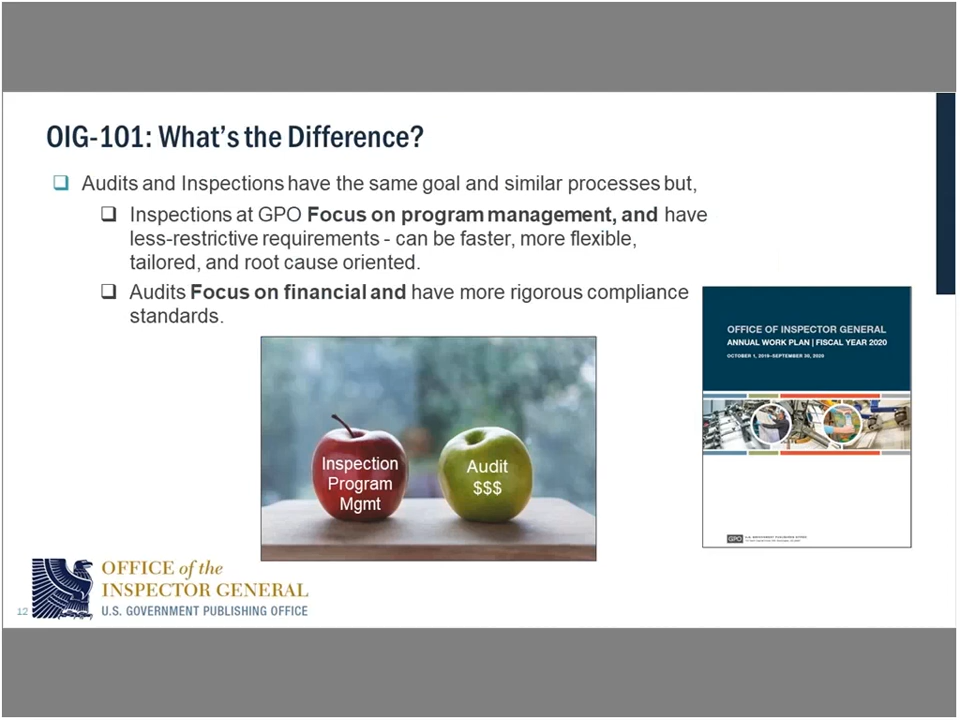 OIG-101: What's the Difference?
Audits and Inspections have the same goal and similar processes but,
Inspections at GPO Focus on program management, and have
less-restrictive requirements - can be faster, more flexible,
tailored, and root cause oriented.
Audits Focus on financial and have more rigorous compliance
standards.
Inspection
Program
Mgmt
Audit
$$$
OFFICE OF INSPECTOR GENERAL
ANNUAL WORK PLAN | FISCAL YEAR 2020
OCTOBER 1, 2019–SEPTEMBER 30, 2020
GPO
U.S. GOVERNMENT PUBLISHING OFFICE
OFFICE of the
INSPECTOR GENERAL
U.S. GOVERNMENT PUBLISHING OFFICE
12